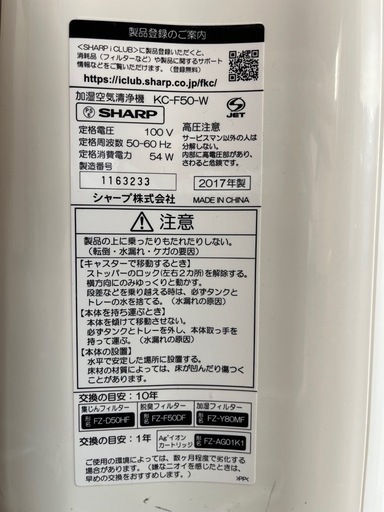 製品登録のご案内
<SHARP i CLUB>に製品登録いただくと、
消耗品(フィルターなど)や製品に関するサポート
情報などをご覧いただけます。(登録無料)
https://iclub.sharp.co.jp/fkc/
加湿空気清浄機 KC-F50-W
SHARP
JET
定格電圧 100 V
定格周波数 50-60 Hz
定格消費電力 54 W
製造番号
1163233
高圧注意
サービスマン以外の人は
分解しないでください。
内部に高電圧部があり、
さわると危険です。
2017年製
シャープ株式会社 MADE IN CHINA
注意
製品の上に乗ったりもたれたりしない。
(転倒・水漏れ・ケガの原因)
【キャスターで移動するとき】
ストッパーのロック(左右2カ所)を解除する。
横方向にのみゆっくりと動かす。
段差などを乗り越える時は、必ずタンクと
トレーの水を捨てる。(水漏れの原因)
【本体を持ち運ぶとき】
本体を傾けて移動させない。
必ずタンクとトレーを外し、本体取っ手を
持って運ぶ。(水漏れの原因)
【本体の設置】
水平で安定した場所に設置する。
床材の材質によっては、床が凹んだり傷つく
ことがあります。
交換の目安:10年
集じんフィルター 脱臭フィルター 加湿フィルター
形名 FZ-D50HF 形名 FZ-F50DF 形名 FZ-Y80MF
交換の目安:1年 Ag⁺イオンカートリッジ 形名 FZ-AG01K1
ご使用の環境によっては、数ヶ月程度で劣化する
場合があります。(嫌なニオイを感じたときは、
早めの交換をおすすめします)
>PP<